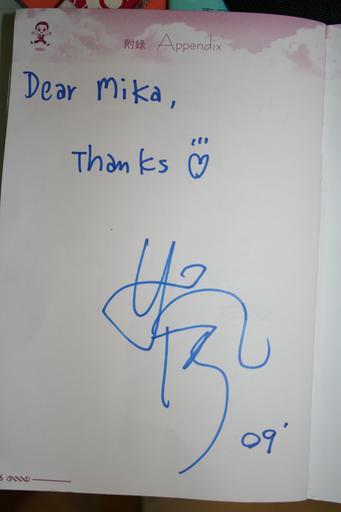 附錄 Appendix
Dear Mika,
Thanks
09'